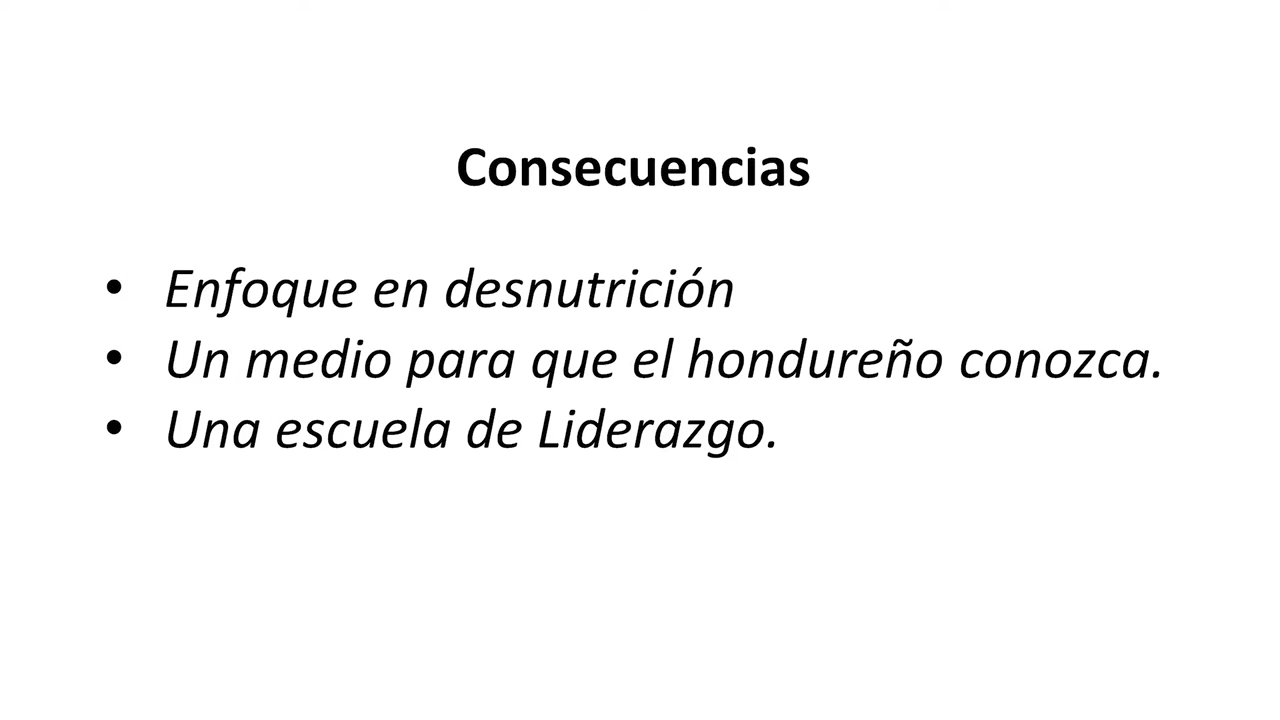 Consecuencias
• Enfoque en desnutrición
• Un medio para que el hondureño conozca.
• Una escuela de Liderazgo.